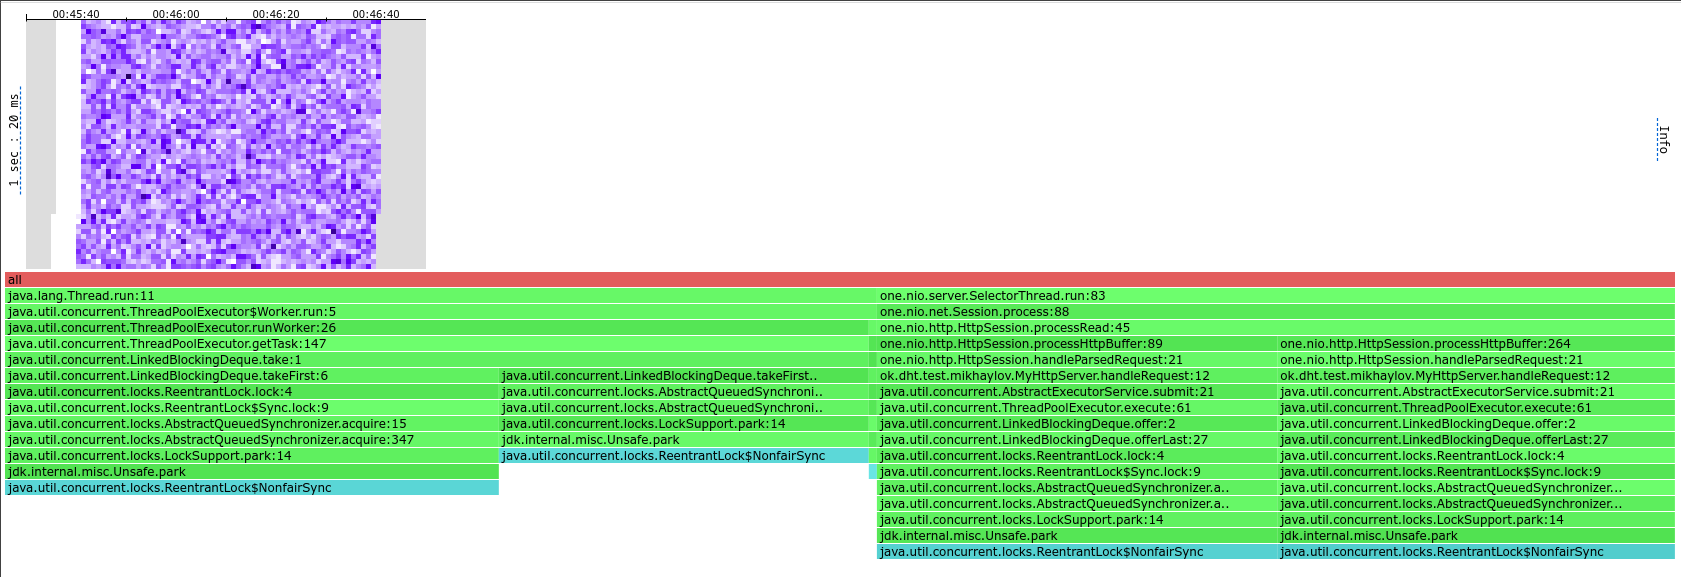 00:45:40 00:46:00 00:46:20 00:46:40
1 sec : 20 ms
Info
all
java.lang.Thread.run:11 one.nio.server.SelectorThread.run:83
java.util.concurrent.ThreadPoolExecutor$Worker.run:5 one.nio.net.Session.process:88
java.util.concurrent.ThreadPoolExecutor.runWorker:26 one.nio.http.HttpSession.processRead:45
java.util.concurrent.ThreadPoolExecutor.getTask:147 one.nio.http.HttpSession.processHttpBuffer:89 one.nio.http.HttpSession.processHttpBuffer:264
java.util.concurrent.LinkedBlockingDeque.take:1 one.nio.http.HttpSession.handleParsedRequest:21 one.nio.http.HttpSession.handleParsedRequest:21
java.util.concurrent.LinkedBlockingDeque.takeFirst:6 java.util.concurrent.LinkedBlockingDeque.takeFirst.. ok.dht.test.mikhaylov.MyHttpServer.handleRequest:12 ok.dht.test.mikhaylov.MyHttpServer.handleRequest:12
java.util.concurrent.locks.ReentrantLock.lock:4 java.util.concurrent.locks.AbstractQueuedSynchroni.. java.util.concurrent.AbstractExecutorService.submit:21 java.util.concurrent.AbstractExecutorService.submit:21
java.util.concurrent.locks.ReentrantLock$Sync.lock:9 java.util.concurrent.locks.AbstractQueuedSynchroni.. java.util.concurrent.ThreadPoolExecutor.execute:61 java.util.concurrent.ThreadPoolExecutor.execute:61
java.util.concurrent.locks.AbstractQueuedSynchronizer.acquire:15 java.util.concurrent.locks.LockSupport.park:14 java.util.concurrent.LinkedBlockingDeque.offer:2 java.util.concurrent.LinkedBlockingDeque.offer:2
java.util.concurrent.locks.AbstractQueuedSynchronizer.acquire:347 jdk.internal.misc.Unsafe.park java.util.concurrent.LinkedBlockingDeque.offerLast:27 java.util.concurrent.LinkedBlockingDeque.offerLast:27
java.util.concurrent.locks.LockSupport.park:14 java.util.concurrent.locks.ReentrantLock$NonfairSync java.util.concurrent.locks.ReentrantLock.lock:4 java.util.concurrent.locks.ReentrantLock.lock:4
jdk.internal.misc.Unsafe.park java.util.concurrent.locks.ReentrantLock$Sync.lock:9 java.util.concurrent.locks.ReentrantLock$Sync.lock:9
java.util.concurrent.locks.ReentrantLock$NonfairSync java.util.concurrent.locks.AbstractQueuedSynchronizer.a.. java.util.concurrent.locks.AbstractQueuedSynchronizer...
java.util.concurrent.locks.AbstractQueuedSynchronizer.a.. java.util.concurrent.locks.AbstractQueuedSynchronizer...
java.util.concurrent.locks.LockSupport.park:14 java.util.concurrent.locks.LockSupport.park:14
jdk.internal.misc.Unsafe.park jdk.internal.misc.Unsafe.park
java.util.concurrent.locks.ReentrantLock$NonfairSync java.util.concurrent.locks.ReentrantLock$NonfairSync